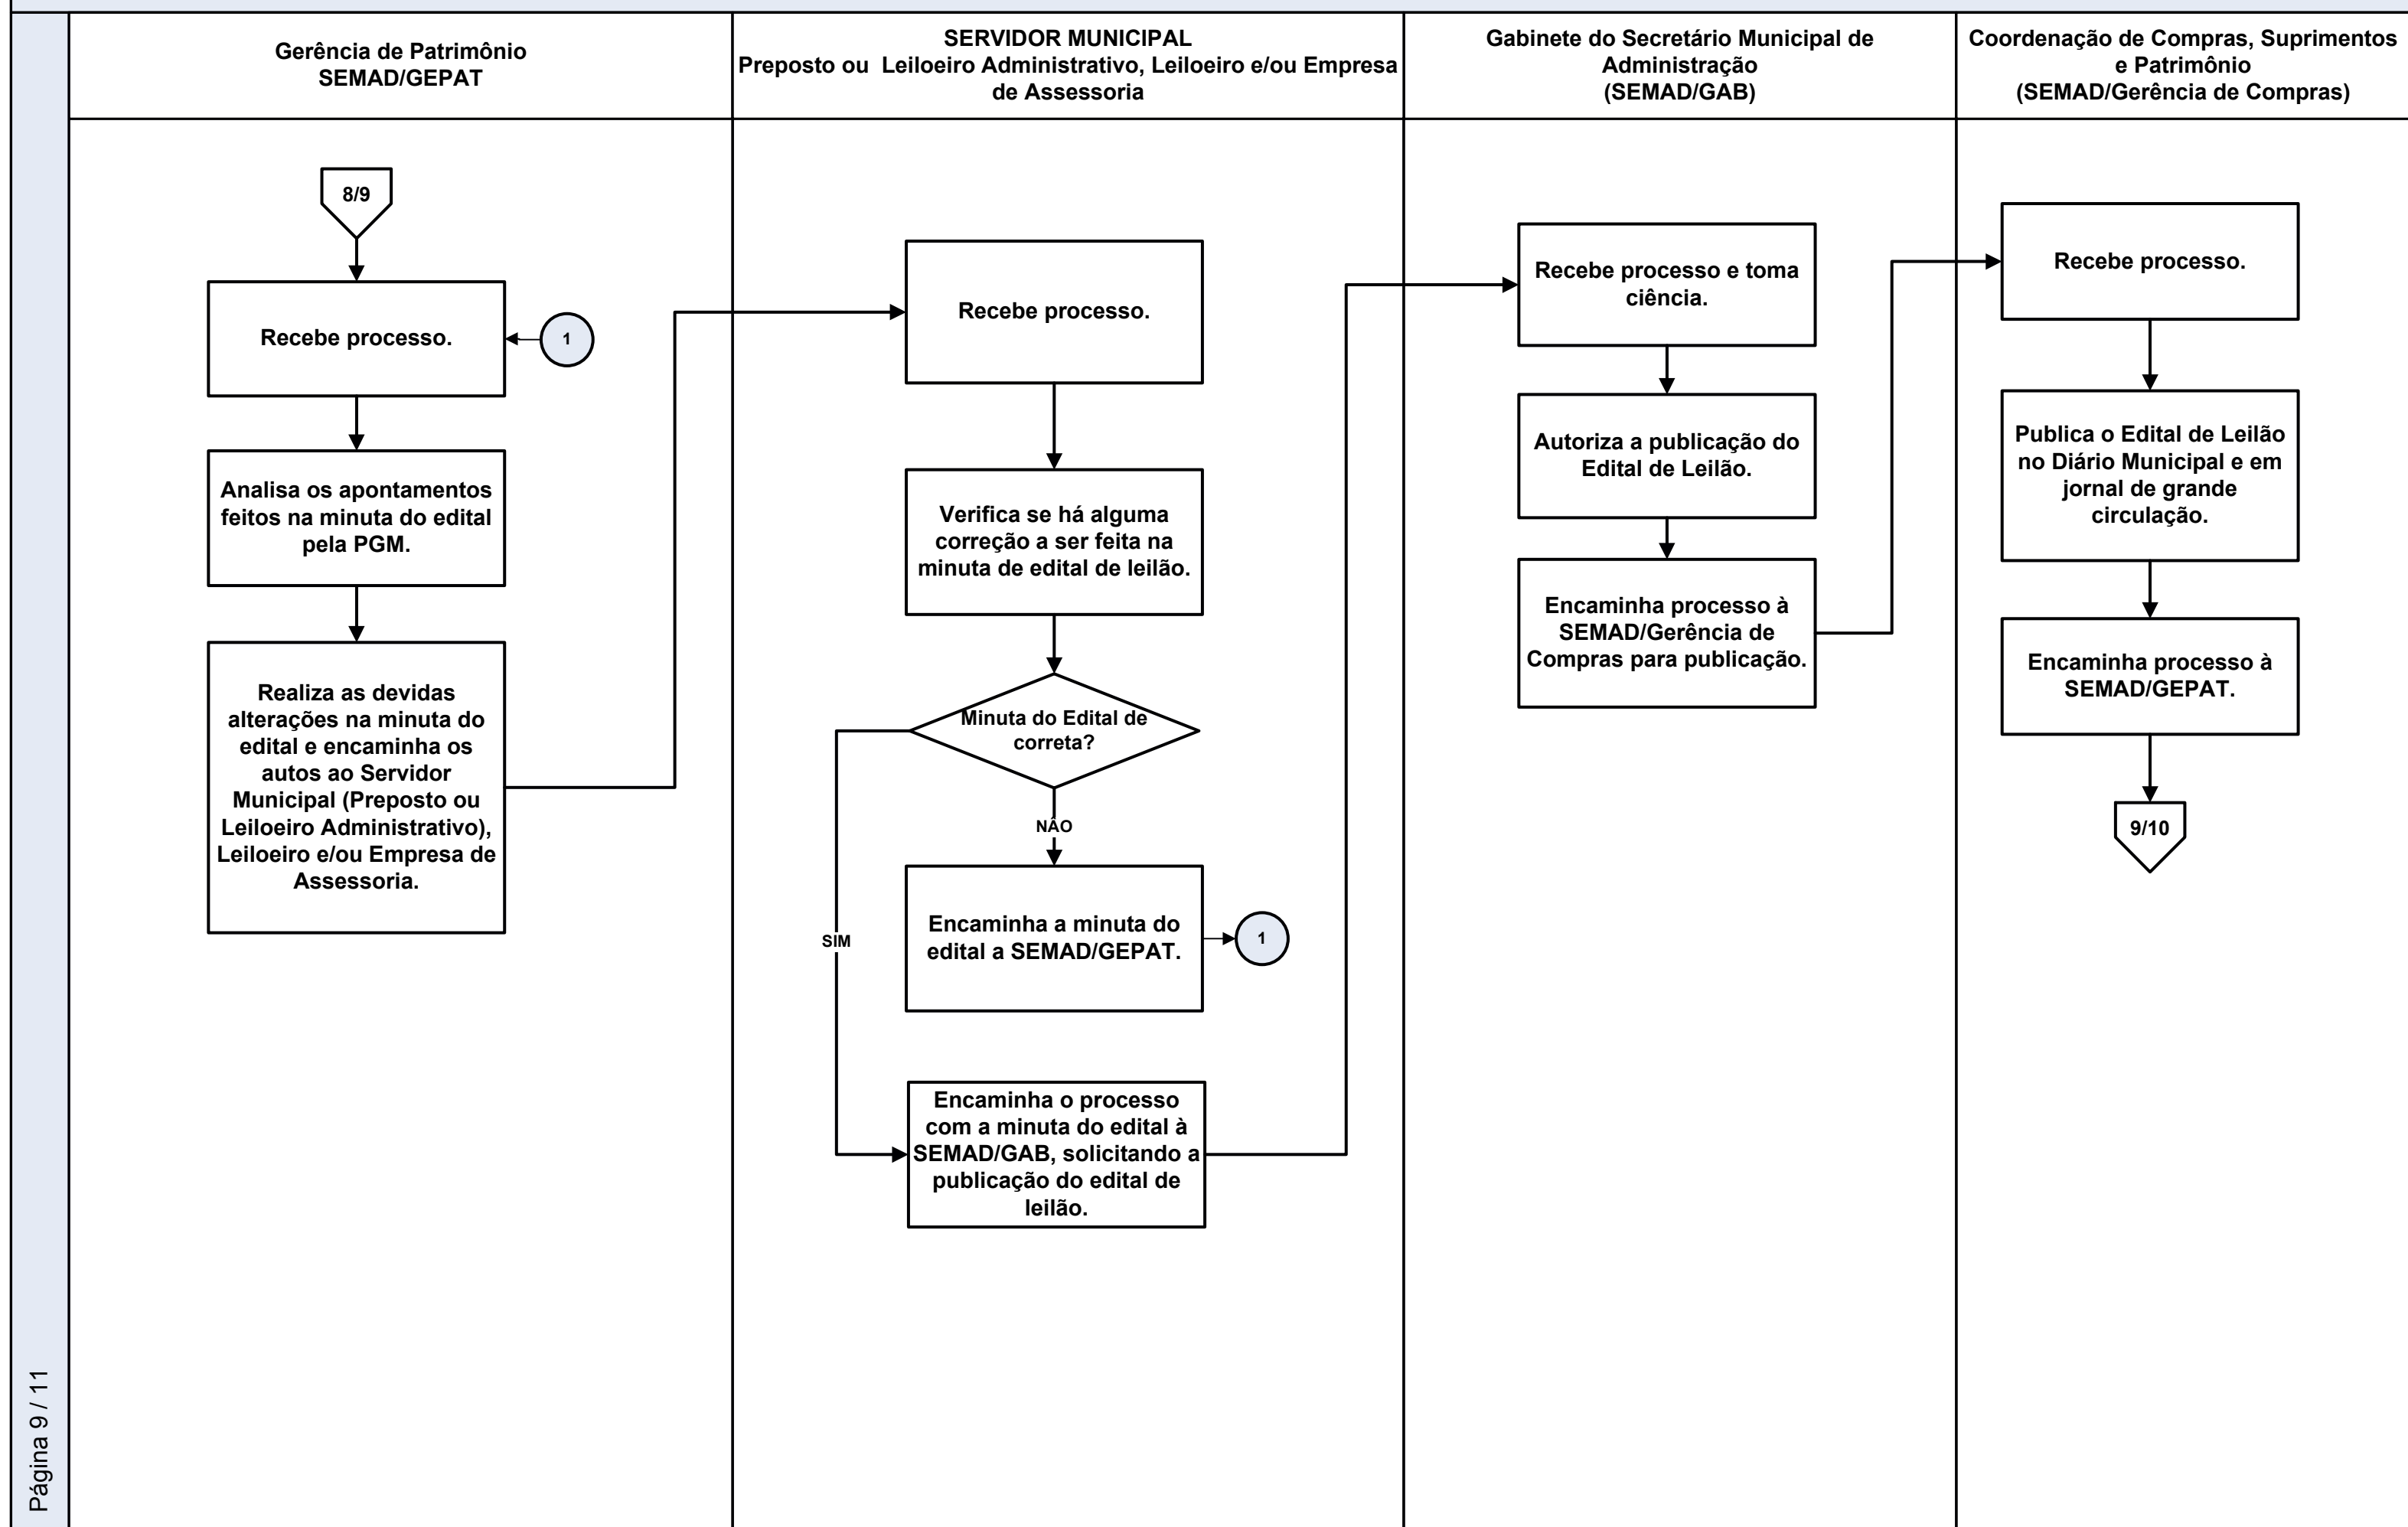 Gerência de Patrimônio
SEMAD/GEPAT
SERVIDOR MUNICIPAL
Preposto ou Leiloeiro Administrativo, Leiloeiro e/ou Empresa
de Assessoria
Gabinete do Secretário Municipal de
Administração
(SEMAD/GAB)
Coordenação de Compras, Suprimentos
e Patrimônio
(SEMAD/Gerência de Compras)
8/9
Recebe processo.
1
Analisa os apontamentos
feitos na minuta do edital
pela PGM.
Realiza as devidas
alterações na minuta do
edital e encaminha os
autos ao Servidor
Municipal (Preposto ou
Leiloeiro Administrativo),
Leiloeiro e/ou Empresa de
Assessoria.
Recebe processo.
Verifica se há alguma
correção a ser feita na
minuta de edital de leilão.
Minuta do Edital de
correta?
NÃO
SIM
Encaminha a minuta do
edital a SEMAD/GEPAT.
1
Encaminha o processo
com a minuta do edital à
SEMAD/GAB, solicitando a
publicação do edital de
leilão.
Recebe processo e toma
ciência.
Autoriza a publicação do
Edital de Leilão.
Encaminha processo à
SEMAD/Gerência de
Compras para publicação.
Recebe processo.
Publica o Edital de Leilão
no Diário Municipal e em
jornal de grande
circulação.
Encaminha processo à
SEMAD/GEPAT.
9/10
Página 9 / 11